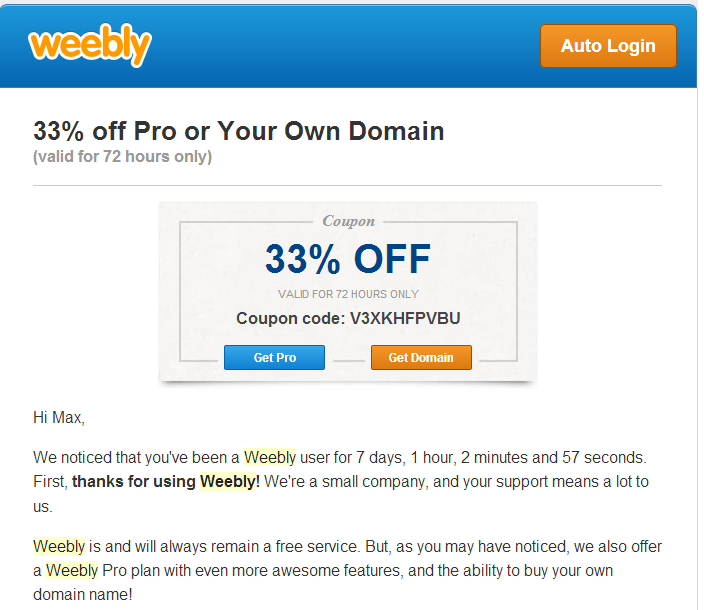 weebly
Auto Login
33% off Pro or Your Own Domain
(valid for 72 hours only)
Coupon
33% OFF
VALID FOR 72 HOURS ONLY
Coupon code: V3XKHFPVBU
Get Pro
Get Domain
Hi Max,
We noticed that you've been a Weebly user for 7 days, 1 hour, 2 minutes and 57 seconds.
First, thanks for using Weebly! We're a small company, and your support means a lot to
us.
Weebly is and will always remain a free service. But, as you may have noticed, we also offer
a Weebly Pro plan with even more awesome features, and the ability to buy your own
domain name!